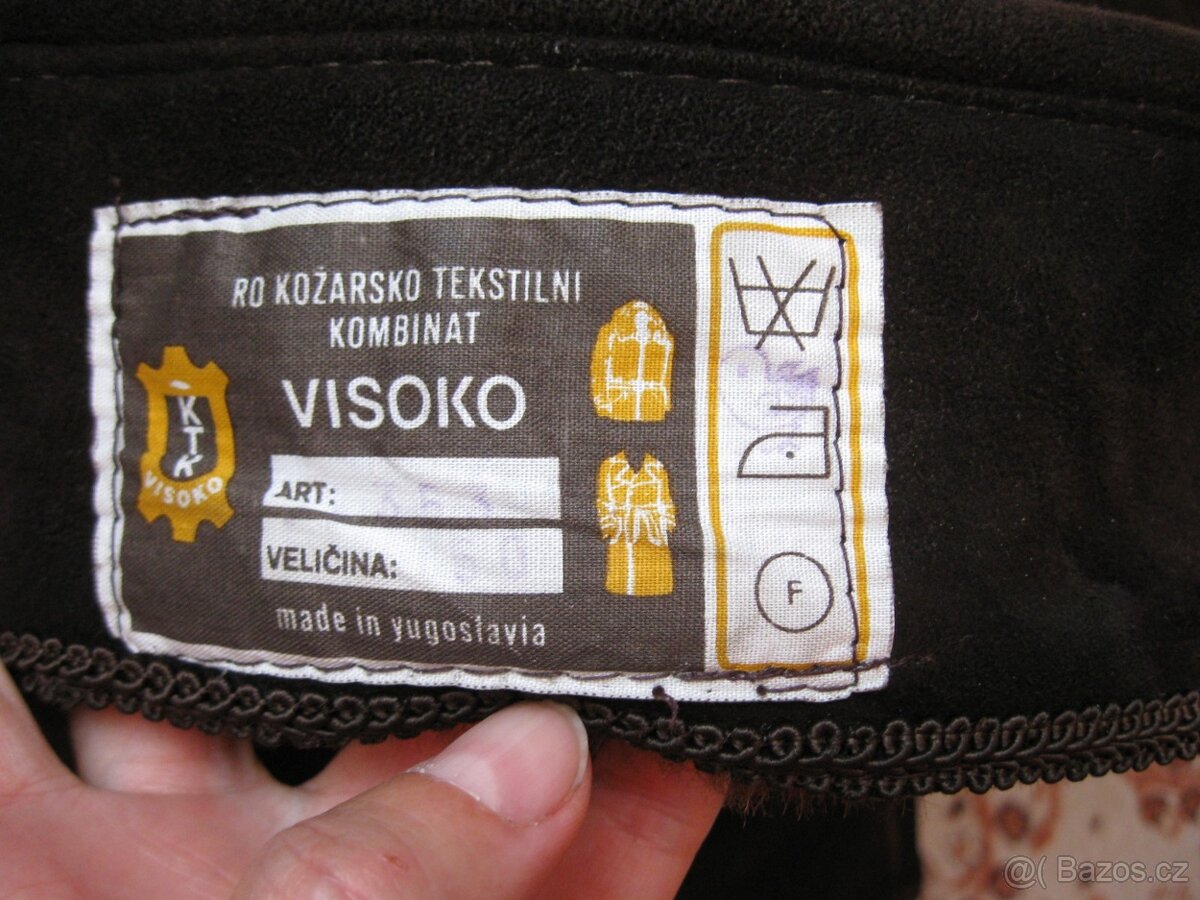 RO KOŽARSKO TEKSTILNI
KOMBINAT
VISOKO
KTK
VISOKO
ART:
VELIČINA:
made in yugoslavia
F
@( Bazos.cz